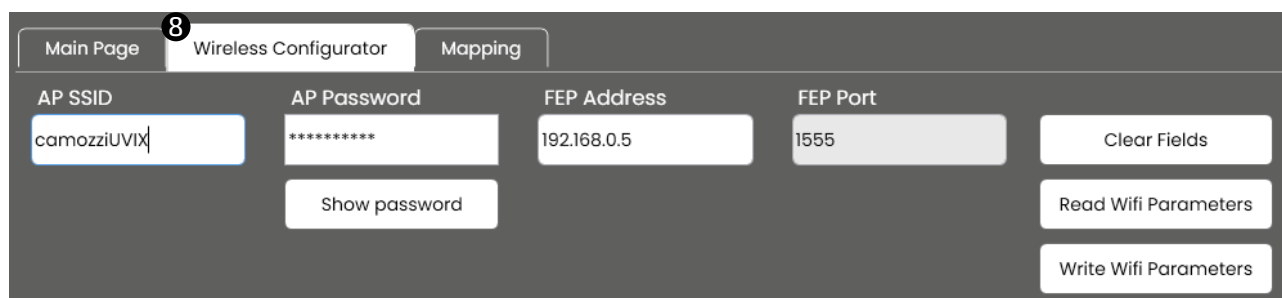 8
Main Page Wireless Configurator Mapping
AP SSID AP Password FEP Address FEP Port
camozziUVIX ********** 192.168.0.5 1555 Clear Fields
Show password Read Wifi Parameters
Write Wifi Parameters